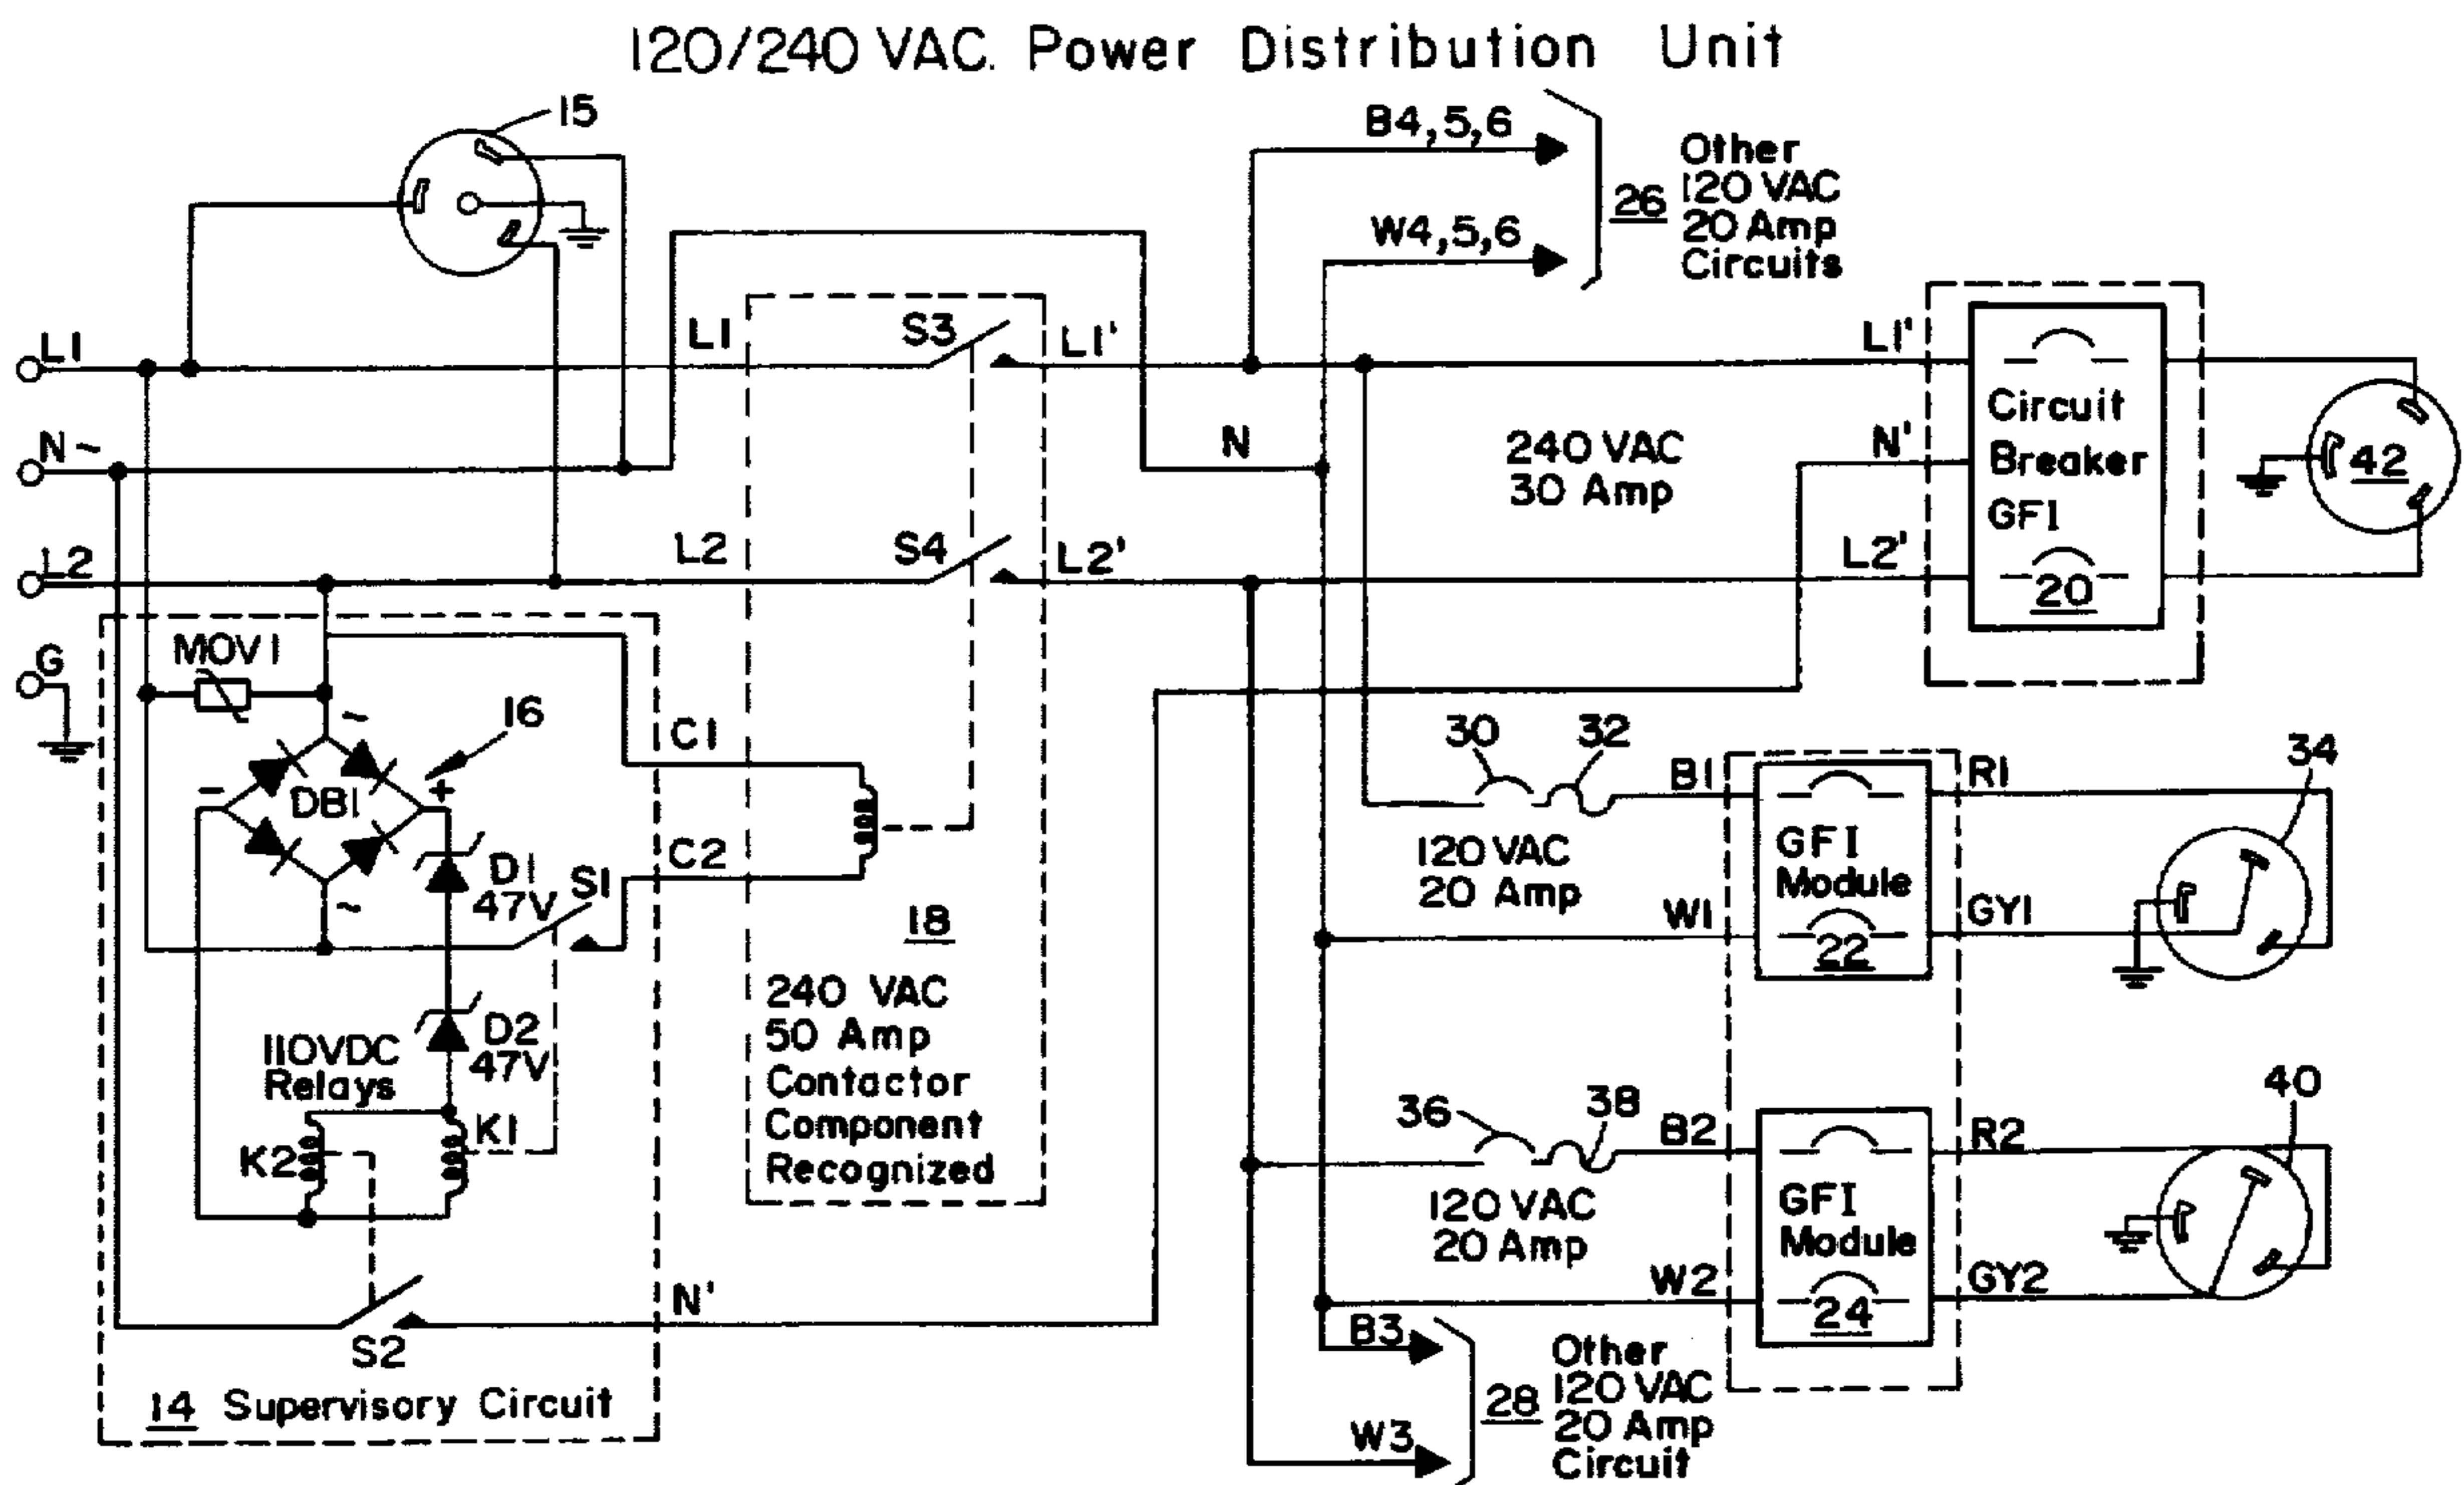 120/240 VAC. Power Distribution Unit
15
B4,5,6
W4,5,6
26
Other
120 VAC
20 Amp
Circuits
L1
L1
S3
L1'
L1'
N ~
N
240 VAC
30 Amp
N'
Circuit
Breaker
GFI
20
42
L2
L2
S4
L2'
L2'
G
MOV1
~
16
-
DB1
+
~
D1
47V
S1
C1
C2
18
240 VAC
50 Amp
Contactor
Component
Recognized
D2
47V
110VDC
Relays
K2
K1
S2
N'
14 Supervisory Circuit
30
32
B1
120 VAC
20 Amp
W1
GFI
Module
22
R1
GY1
34
36
38
B2
120 VAC
20 Amp
W2
GFI
Module
24
R2
GY2
40
B3
W3
28
Other
120 VAC
20 Amp
Circuit